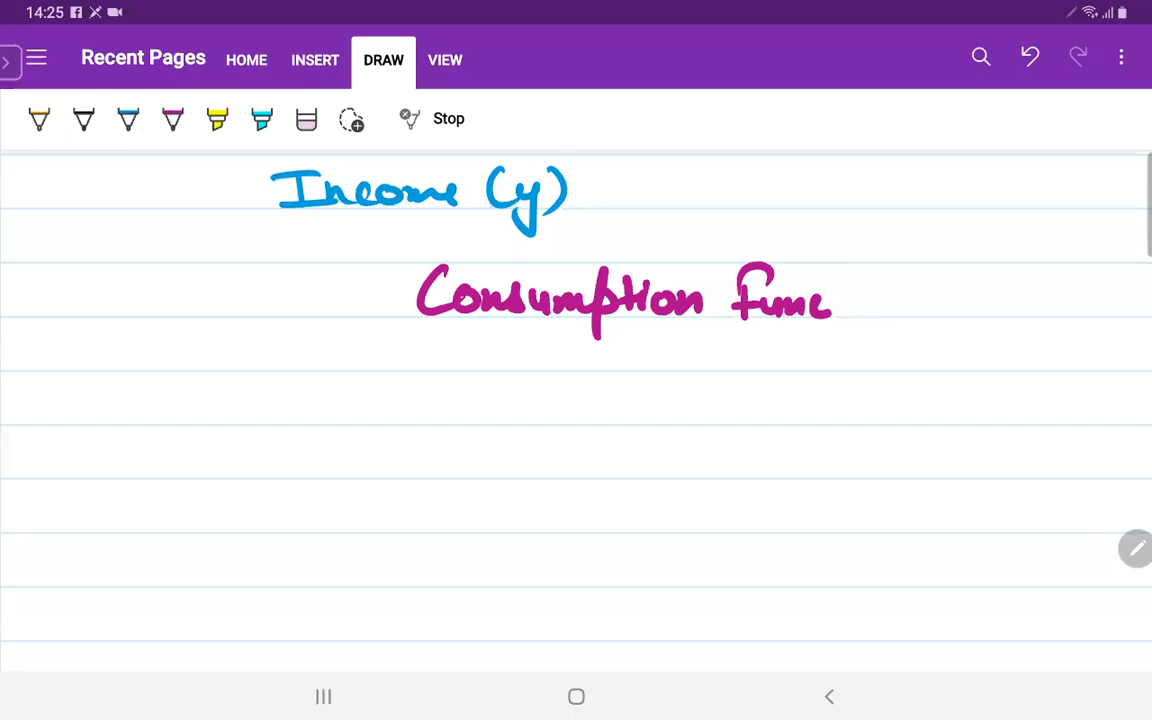 14:25
Recent Pages HOME INSERT DRAW VIEW
Stop
Income (y)
Consumption Func